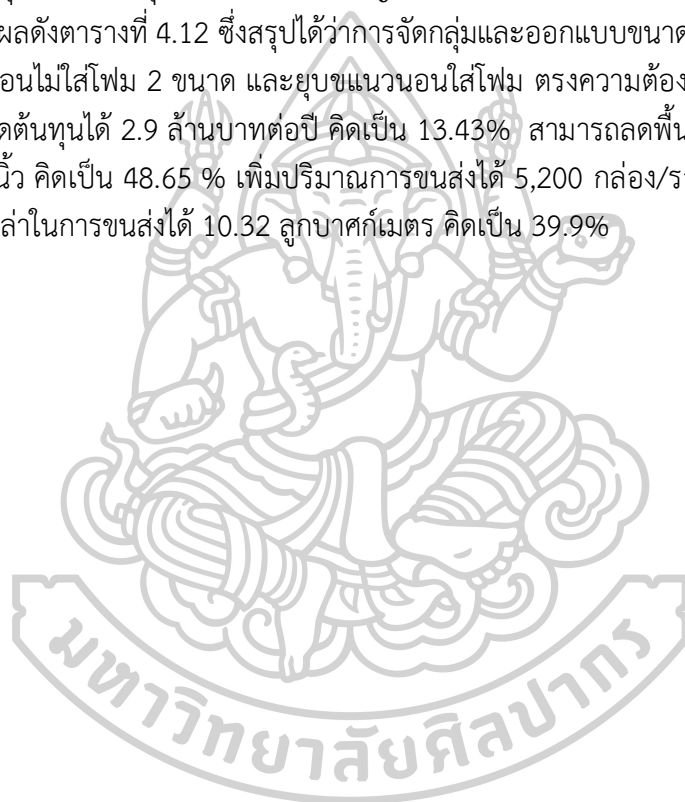 ผลดังตารางที่ 4.12 ซึ่งสรุปได้ว่าการจัดกลุ่มและออกแบบขนาด
อนไม่ใส่โฟม 2 ขนาด และยุบขแนวนอนใส่โฟม ตรงความต้อง
ดต้นทุนได้ 2.9 ล้านบาทต่อปี คิดเป็น 13.43% สามารถลดพื้น
นิ้ว คิดเป็น 48.65 % เพิ่มปริมาณการขนส่งได้ 5,200 กล่อง/ร
ล่าในการขนส่งได้ 10.32 ลูกบาศก์เมตร คิดเป็น 39.9%
มหาวิทยาลัยศิลปากร